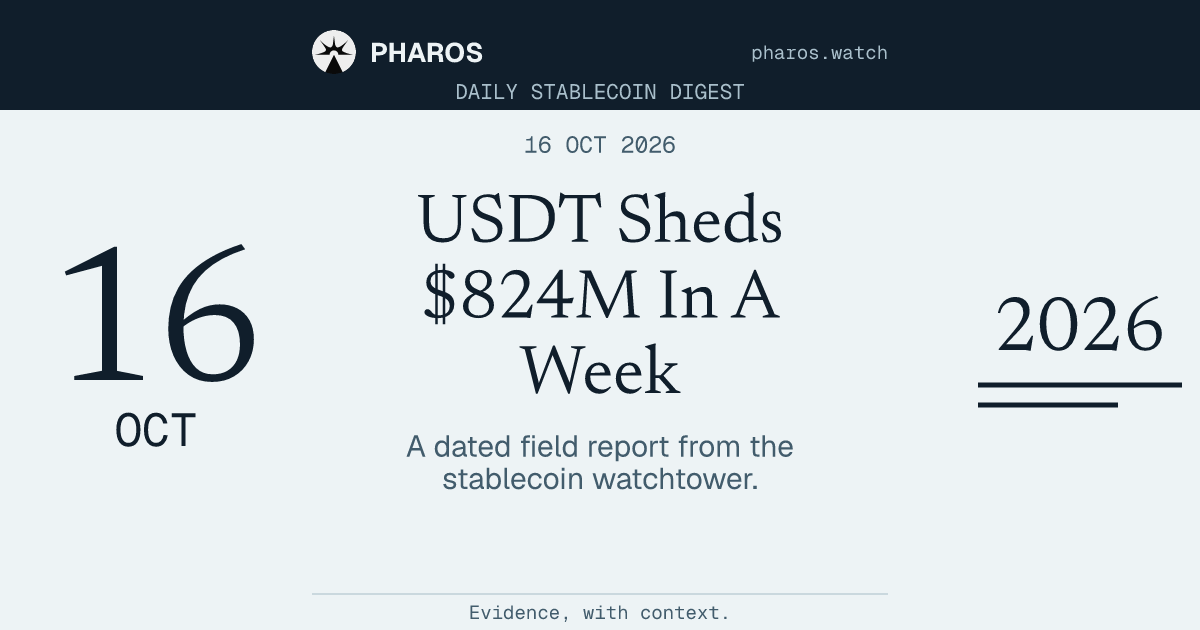 PHAROS
pharos.watch
DAILY STABLECOIN DIGEST
16 OCT 2026
USDT Sheds
$824M In A
Week
A dated field report from the
stablecoin watchtower.
16
OCT
2026
Evidence, with context.